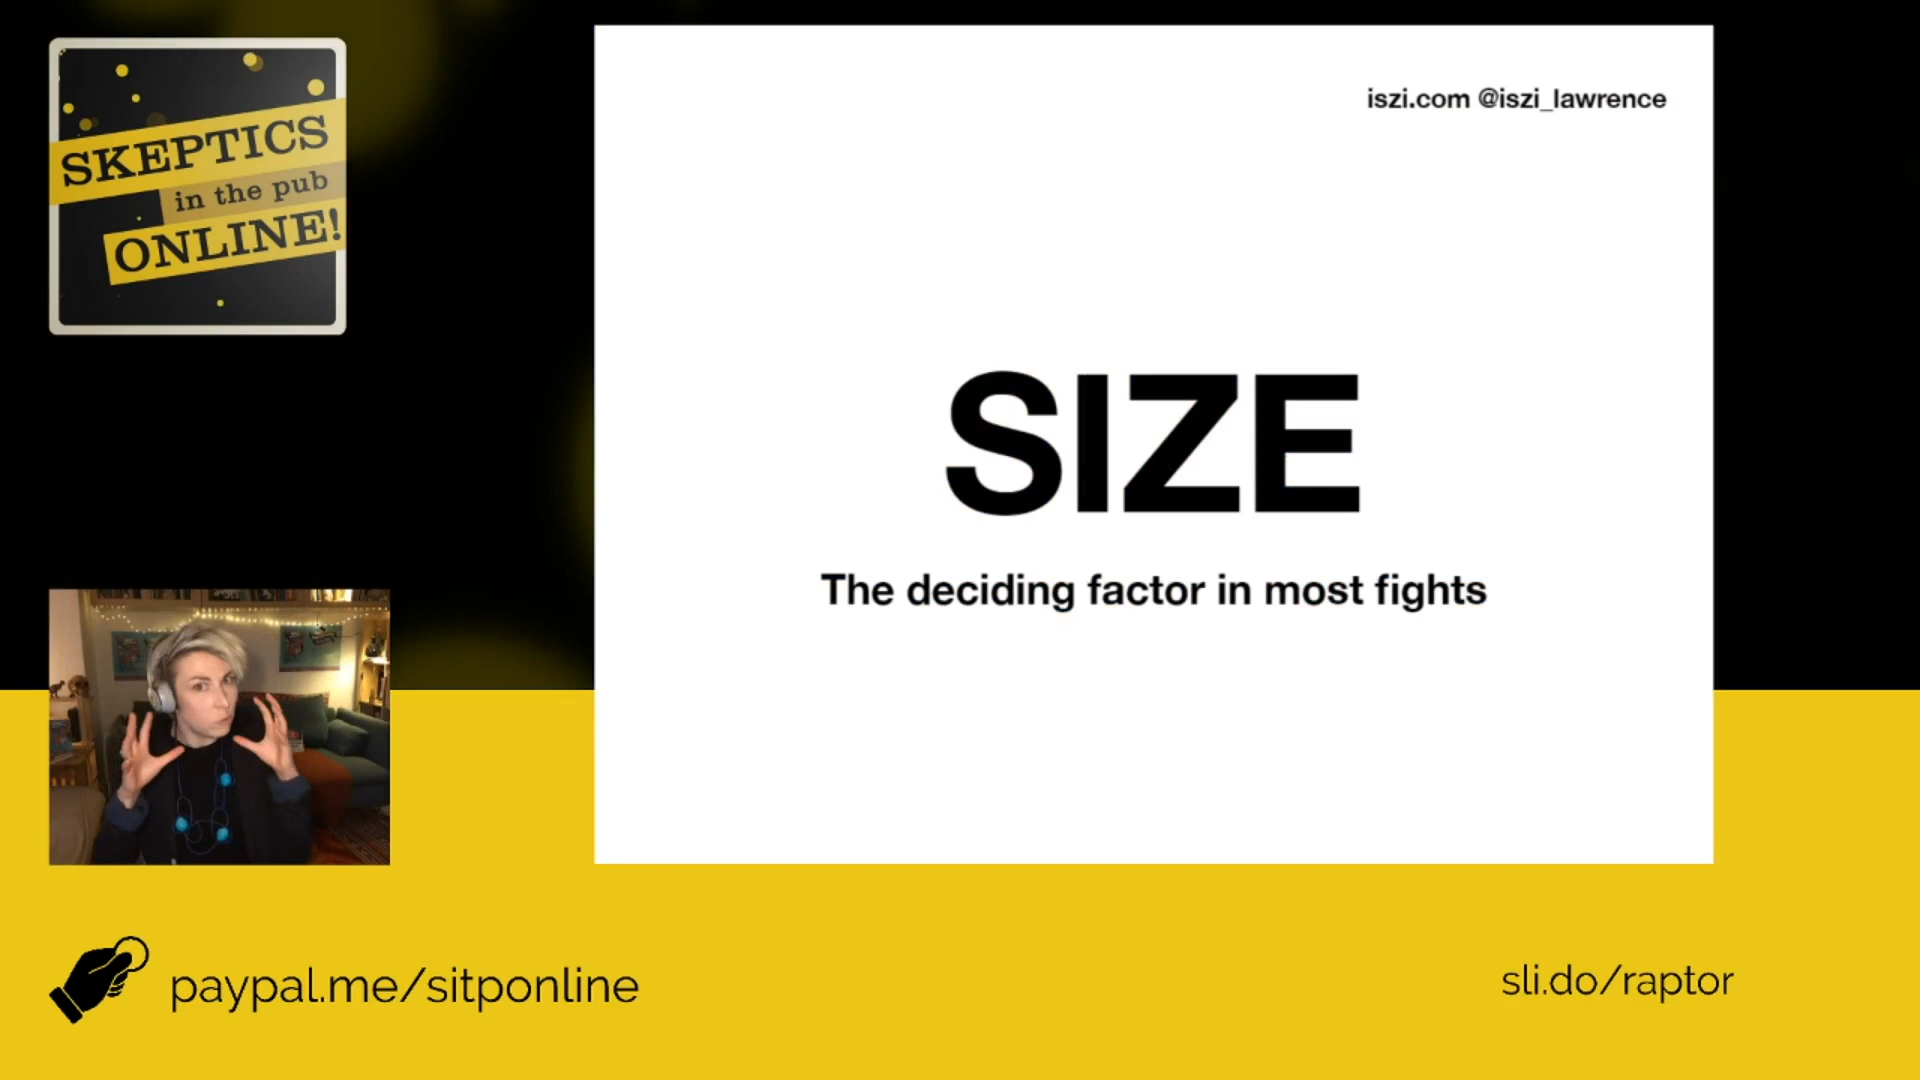 SKEPTICS
in the pub
ONLINE!
iszi.com @iszi_lawrence
SIZE
The deciding factor in most fights
paypal.me/sitponline
sli.do/raptor